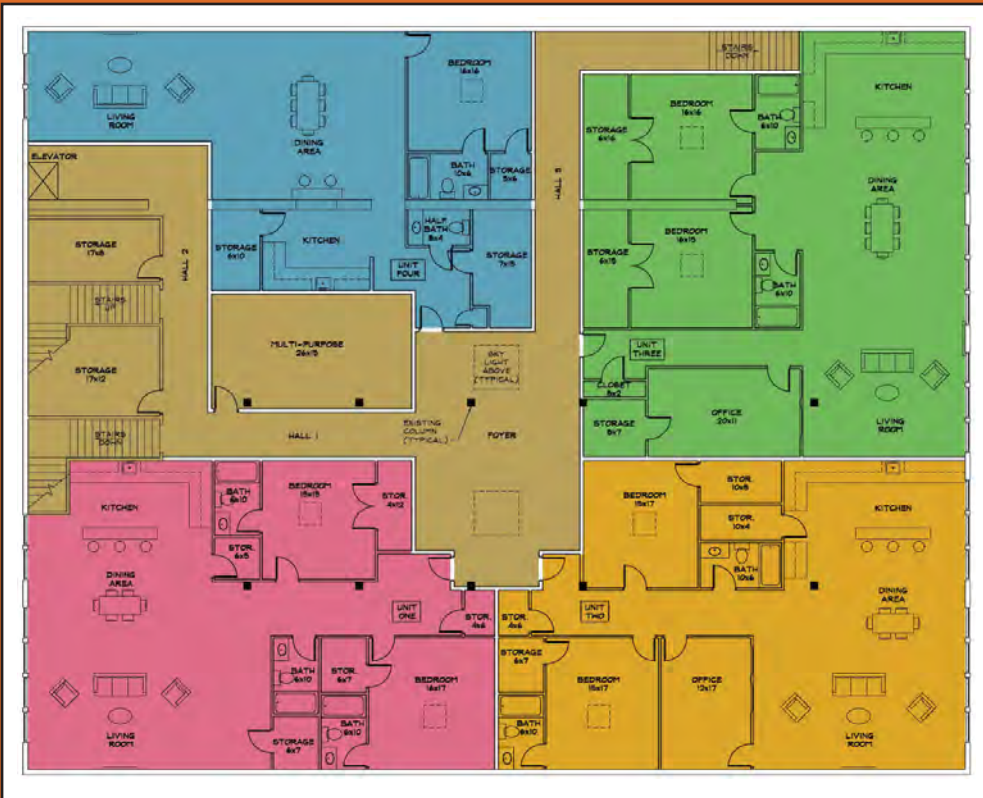 BEDROOM
16x16
STAIRS
DOWN
LIVING
ROOM
DINING
AREA
BATH
10x6
STORAGE
5x6
HALF
BATH
8x4
KITCHEN
STORAGE
6x10
UNIT
FOUR
STORAGE
7x15
ELEVATOR
STORAGE
17x8
HALL 2
STAIRS
UP
STORAGE
17x12
STAIRS
DOWN
MULTI-PURPOSE
26x15
HALL 1
EXISTING
COLUMN
(TYPICAL)
SKY
LIGHT
ABOVE
(TYPICAL)
FOYER
HALL 3
STORAGE
6x16
BEDROOM
16x16
BATH
6x10
KITCHEN
DINING
AREA
STORAGE
6x15
BEDROOM
16x15
BATH
6x10
UNIT
THREE
CLOSET
5x2
STORAGE
8x7
OFFICE
20x11
LIVING
ROOM
KITCHEN
BATH
6x10
BEDROOM
15x15
STOR.
4x12
STOR.
6x5
DINING
AREA
UNIT
ONE
STOR.
4x6
BATH
6x10
STOR.
6x7
BEDROOM
16x17
LIVING
ROOM
STORAGE
6x7
BATH
6x10
BEDROOM
15x17
STOR.
10x5
STOR.
10x4
BATH
10x6
KITCHEN
DINING
AREA
STOR.
4x6
UNIT
TWO
STORAGE
6x7
BEDROOM
15x17
OFFICE
12x17
BATH
6x10
LIVING
ROOM